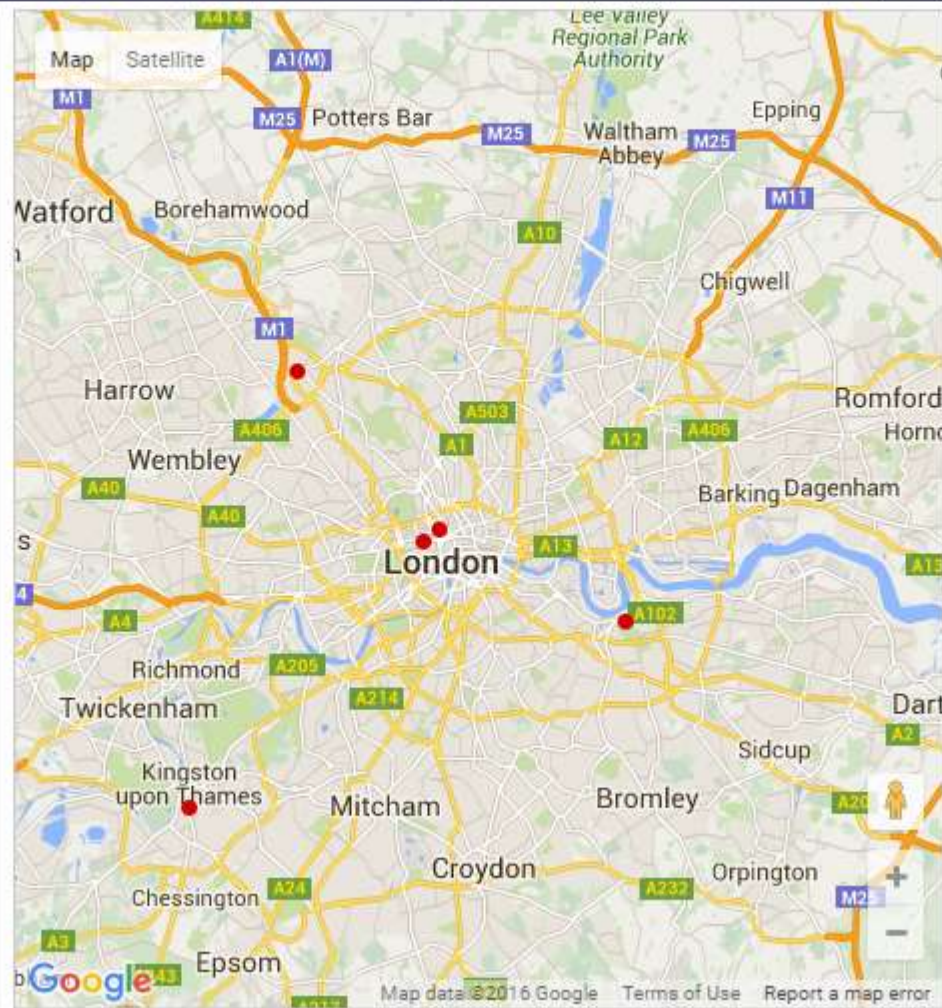 A414
Lee Valley
Regional Park
Authority
Map Satellite
A1(M)
M1
M25
Potters Bar
M25
Waltham
Abbey
M25
Epping
M11
Watford
Borehamwood
A10
Chigwell
M1
Harrow
A503
Romford
A406
A1
A12
A406
Wembley
A40
Barking
Dagenham
A40
A13
London
A4
A102
Richmond
A205
Twickenham
A214
A2
Sidcup
Kingston
upon Thames
Mitcham
Bromley
Croydon
Orpington
A24
A232
Chessington
M25
A3
Epsom
Google
Map data ©2016 Google Terms of Use Report a map error